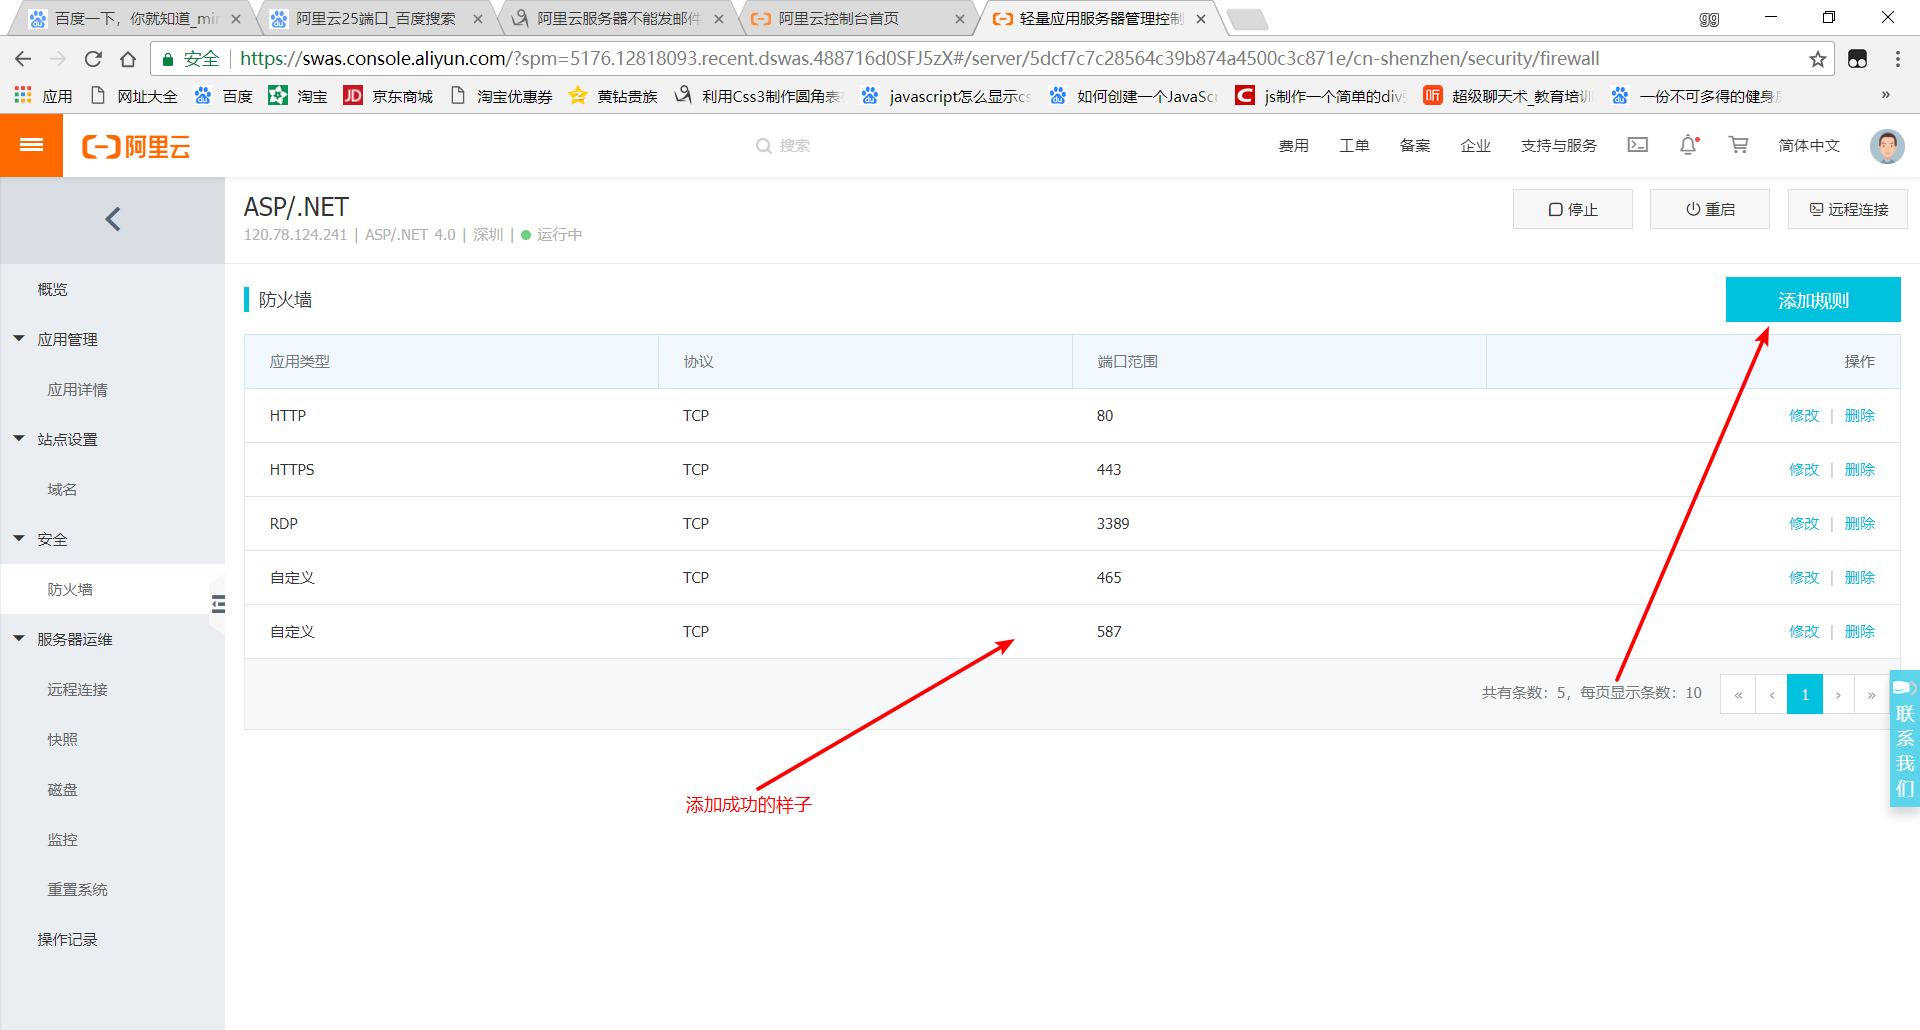 百度一下，你就知道_mi
阿里云25端口_百度搜索
阿里云服务器不能发邮件
阿里云控制台首页
轻量应用服务器管理控制
gg
安全
https://swas.console.aliyun.com/?spm=5176.12818093.recent.dswas.488716d0SFJ5zX#/server/5dcf7c7c28564c39b874a4500c3c871e/cn-shenzhen/security/firewall
应用
网址大全
百度
淘宝
JD 京东商城
淘宝优惠券
黄钻贵族
利用Css3制作圆角表
javascript怎么显示cs
如何创建一个JavaSc
js制作一个简单的div
听 超级聊天术_教育培训
一份不可多得的健身
»
阿里云
搜索
费用
工单
备案
企业
支持与服务
简体中文
ASP/.NET
120.78.124.241 | ASP/.NET 4.0 | 深圳 | 运行中
停止
重启
远程连接
概览
应用管理
应用详情
站点设置
域名
安全
防火墙
服务器运维
远程连接
快照
磁盘
监控
重置系统
操作记录
防火墙
添加规则
应用类型 协议 端口范围 操作
HTTP TCP 80 修改 | 删除
HTTPS TCP 443 修改 | 删除
RDP TCP 3389 修改 | 删除
自定义 TCP 465 修改 | 删除
自定义 TCP 587 修改 | 删除
共有条数：5，每页显示条数：10 « ‹ 1 › »
添加成功的样子
联系我们